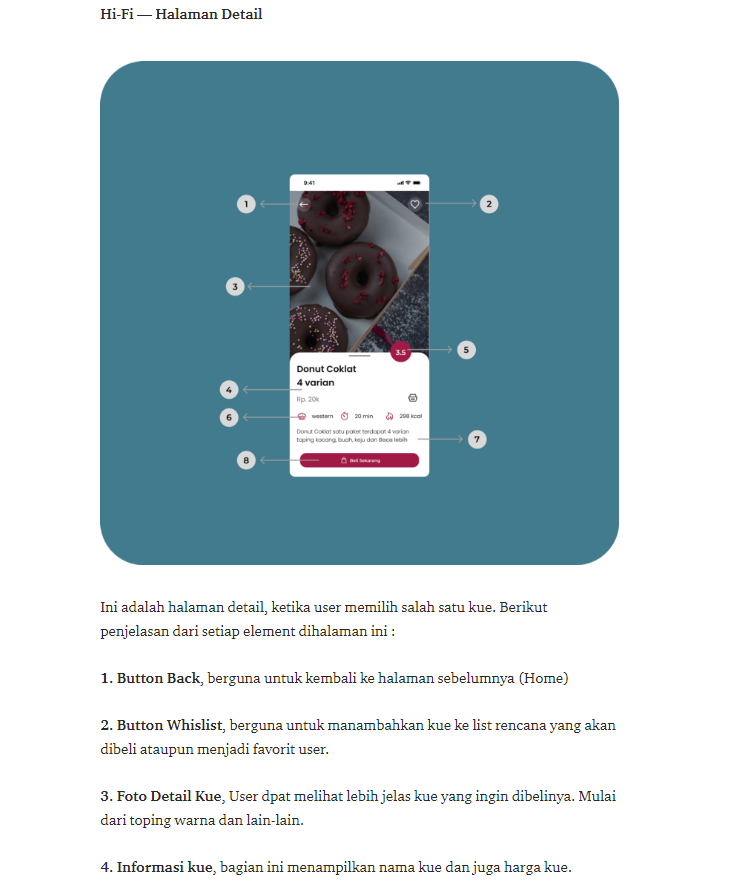 Hi-Fi — Halaman Detail
9:41
1
2
3
3.5
5
Donut Coklat
4 varian
4
Rp. 20k
6
western
20 min
298 kcal
Donut Coklat satu paket terdapat 4 varian
toping kacang, buah, keju dan Baca lebih
7
8
Beli Sekarang
Ini adalah halaman detail, ketika user memilih salah satu kue. Berikut
penjelasan dari setiap element dihalaman ini :
1. Button Back, berguna untuk kembali ke halaman sebelumnya (Home)
2. Button Whislist, berguna untuk manambahkan kue ke list rencana yang akan
dibeli ataupun menjadi favorit user.
3. Foto Detail Kue, User dpat melihat lebih jelas kue yang ingin dibelinya. Mulai
dari toping warna dan lain-lain.
4. Informasi kue, bagian ini menampilkan nama kue dan juga harga kue.